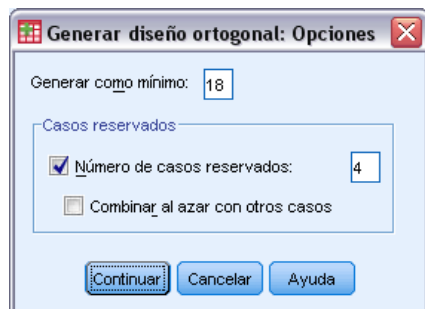 Generar diseño ortogonal: Opciones
Generar como mínimo: 18
Casos reservados
Número de casos reservados: 4
Combinar al azar con otros casos
Continuar Cancelar Ayuda